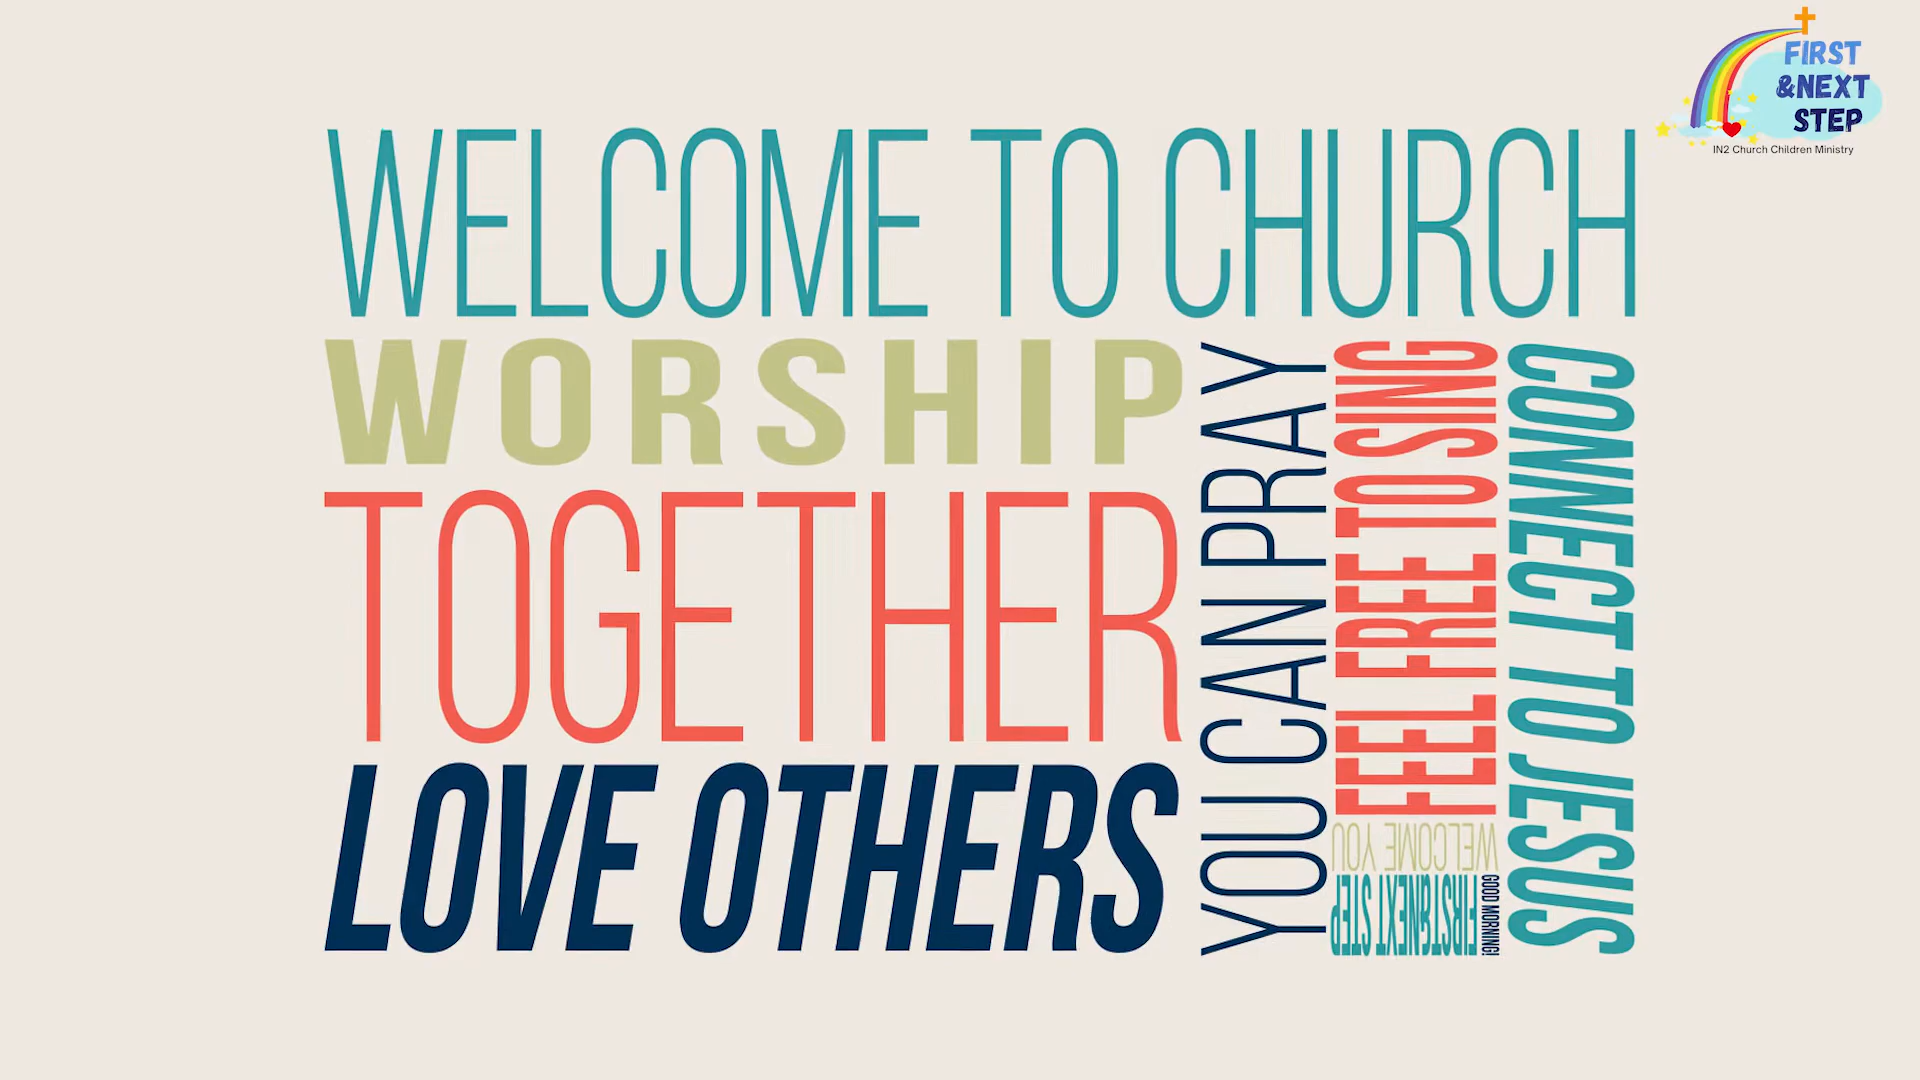 WELCOME TO CHURCH
WORSHIP
TOGETHER
LOVE OTHERS
YOU CAN PRAY
FEEL FREE TO SING
CONNECT TO JESUS
WELCOME YOU
FIRST&NEXT STEP
GOOD MORNING!
FIRST
&NEXT
STEP
IN2 Church Children Ministry